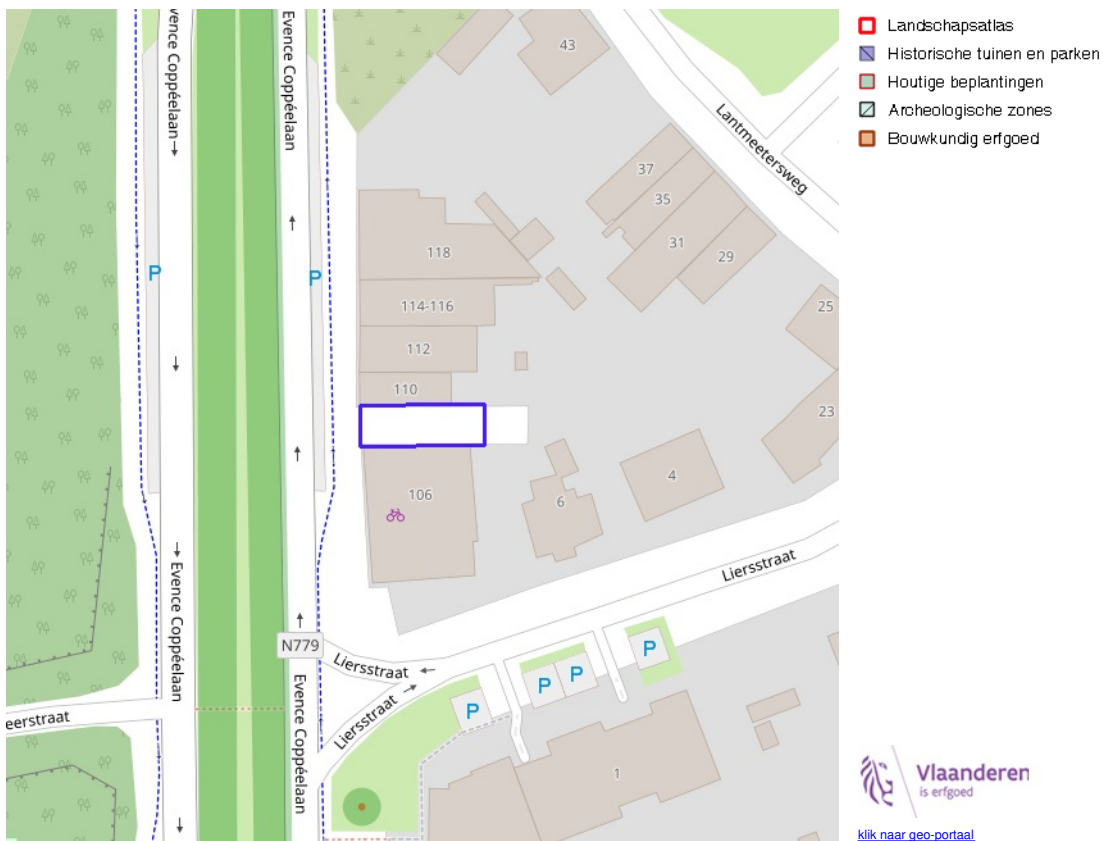 Evence Coppéelaan
Evence Coppéelaan
43
Lantmeetersweg
37
35
31
29
118
114-116
112
110
25
23
P
P
106
6
4
Liersstraat
N779
Liersstraat
Liersstraat
Evence Coppéelaan
Evence Coppéelaan
eerstraat
P
P
P
P
1
Landschapsatlas
Historische tuinen en parken
Houtige beplantingen
Archeologische zones
Bouwkundig erfgoed
Vlaanderen
is erfgoed
klik naar geo-portaal